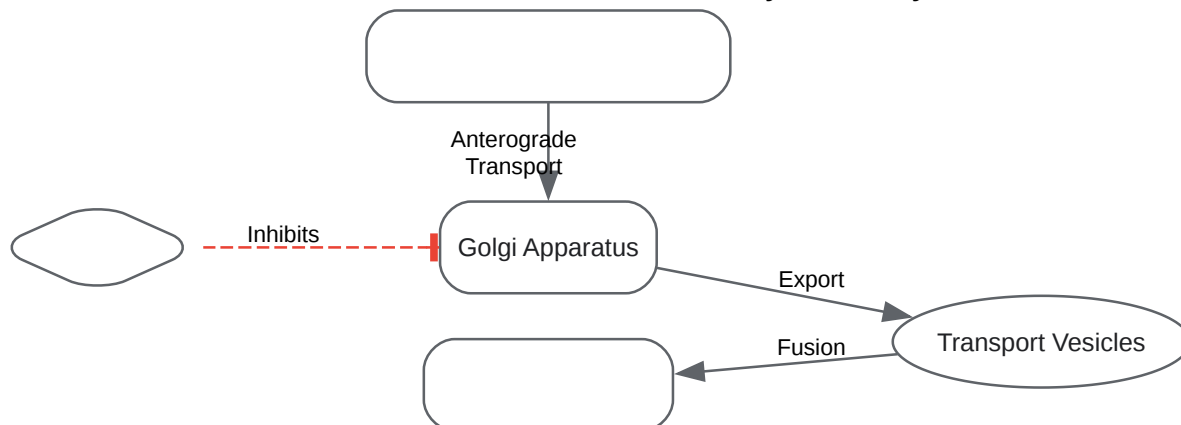 Anterograde
Transport
Inhibits
Golgi Apparatus
Export
Fusion
Transport Vesicles